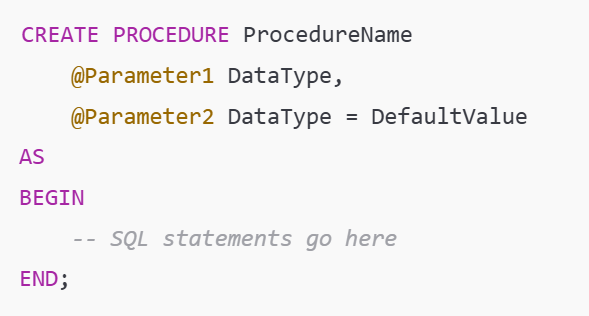 CREATE PROCEDURE ProcedureName
    @Parameter1 DataType,
    @Parameter2 DataType = DefaultValue
AS
BEGIN
    -- SQL statements go here
END;